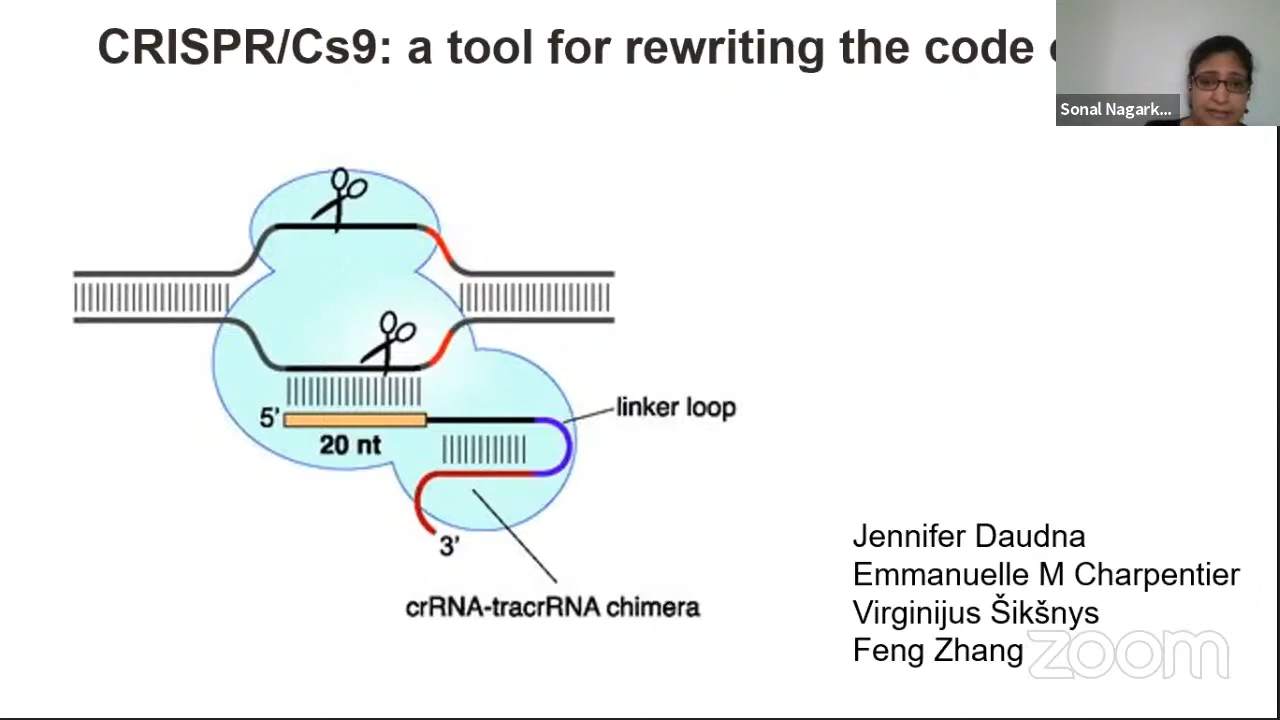 CRISPR/Cs9: a tool for rewriting the code
Sonal Nagark...
linker loop
5'
20 nt
3'
crRNA-tracrRNA chimera
Jennifer Daudna
Emmanuelle M Charpentier
Virginijus Šikšnys
Feng Zhang
zoom